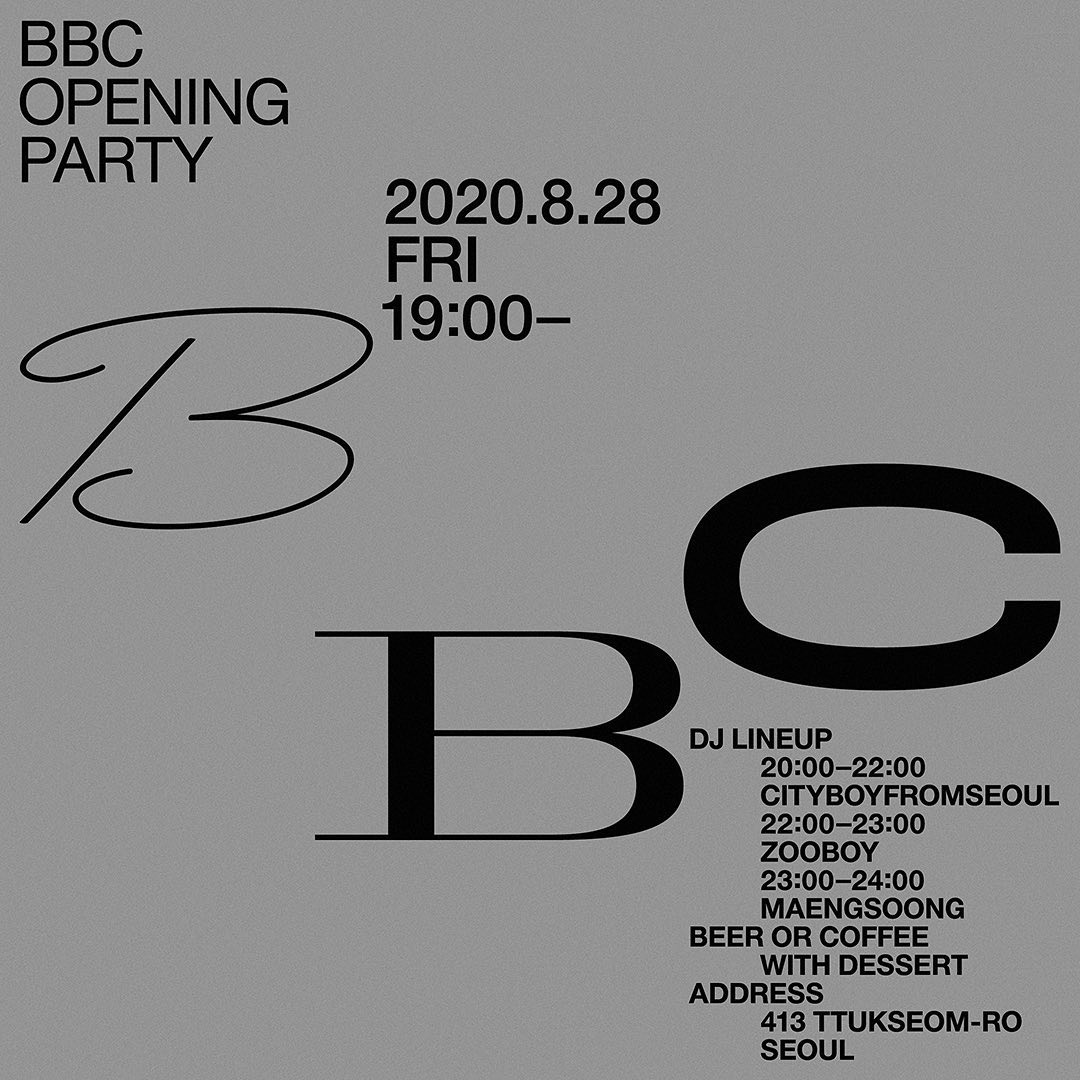 BBC
OPENING
PARTY
2020.8.28
FRI
19:00–
B
B
C
DJ LINEUP
20:00–22:00
CITYBOYFROMSEOUL
22:00–23:00
ZOOBOY
23:00–24:00
MAENGSOONG
BEER OR COFFEE
WITH DESSERT
ADDRESS
413 TTUKSEOM-RO
SEOUL